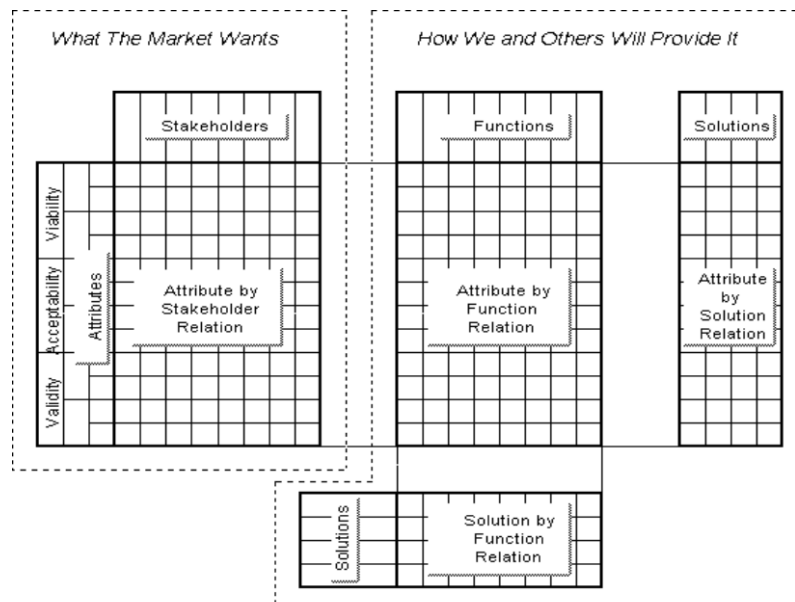 What The Market Wants
How We and Others Will Provide It
Stakeholders
Functions
Solutions
Viability
Acceptability
Validity
Attributes
Attribute by
Stakeholder
Relation
Attribute by
Function
Relation
Attribute
by
Solution
Relation
Solutions
Solution by
Function
Relation